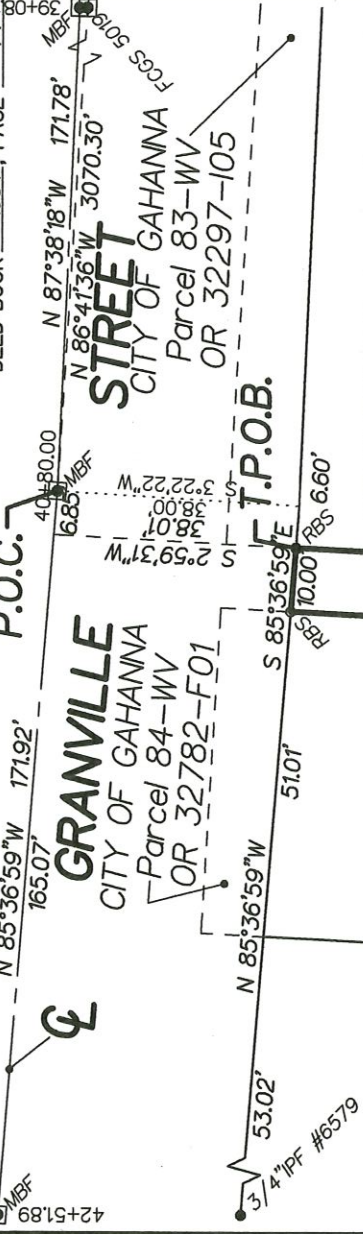 39+08
MBF
FCGS 5019
N 87°38'18"W 171.78'
N 86°41'36"W 3070.30'
STREET
CITY OF GAHANNA
Parcel 83-WV
OR 32297-I05
P.O.C.
40+80.00
MBF
6.85'
S 3°22'22"W
38.00'
38.01'
S 2°59'31"W
T.P.O.B.
6.60'
RBS
S 85°36'59"E
10.00'
RBS
N 85°36'59"W 171.92'
165.07'
GRANVILLE
CITY OF GAHANNA
Parcel 84-WV
OR 32782-F01
51.01'
N 85°36'59"W
CL
MBF
42+51.89
53.02'
3/4"IPF #6579